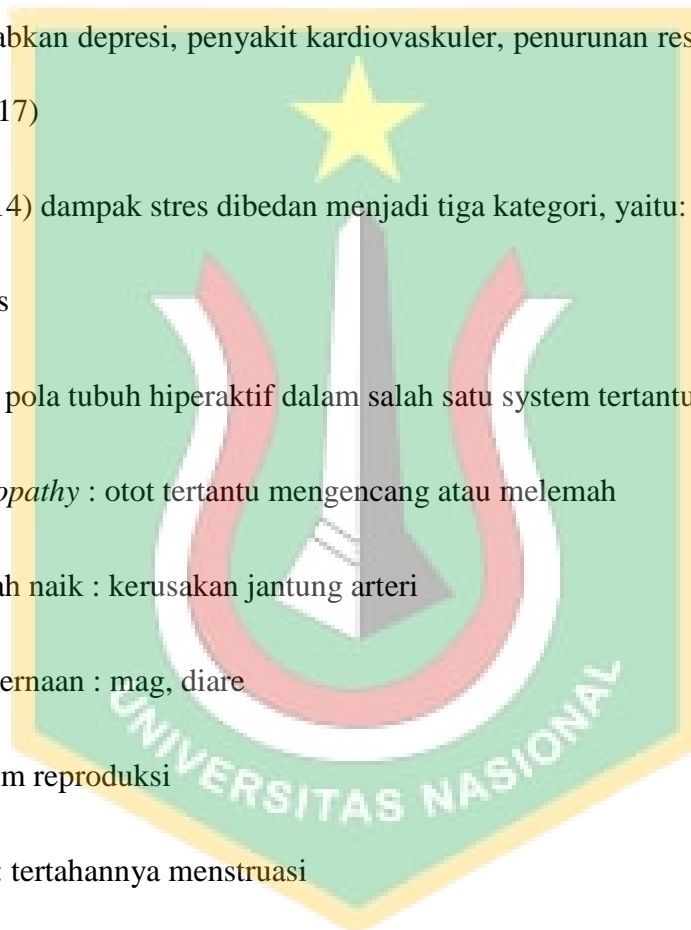 abkan depresi, penyakit kardiovaskuler, penurunan res
17)
14) dampak stres dibedan menjadi tiga kategori, yaitu:
s
pola tubuh hiperaktif dalam salah satu system tertantu
opathy : otot tertantu mengencang atau melemah
ah naik : kerusakan jantung arteri
ernaan : mag, diare
m reproduksi
: tertahannya menstruasi
UNIVERSITAS NASIONAL